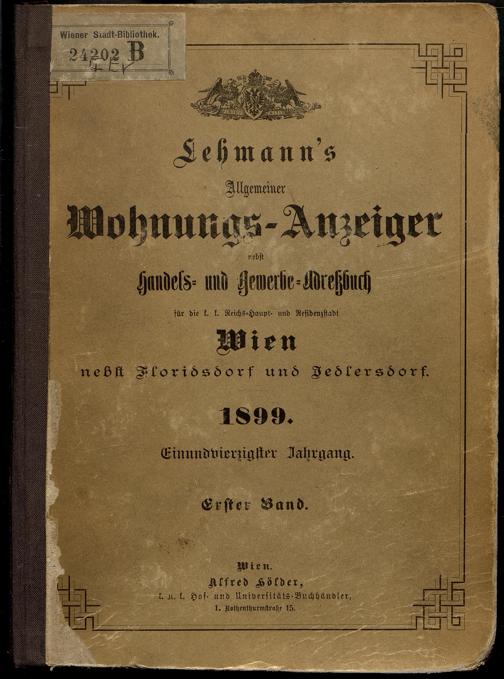 Wiener Stadt-Bibliothek.
24202 B
Lehmann's
Allgemeiner
Wohnungs-Anzeiger
nebst
Handels- und Gewerbe-Adreßbuch
für die k. k. Reichs-Haupt- und Residenzstadt
Wien
nebst Floridsdorf und Jedlersdorf.
1899.
Einundvierzigster Jahrgang.
Erster Band.
Wien.
Alfred Hölder,
k. u. k. Hof- und Universitäts-Buchhändler,
1. Rothenthurmstraße 15.